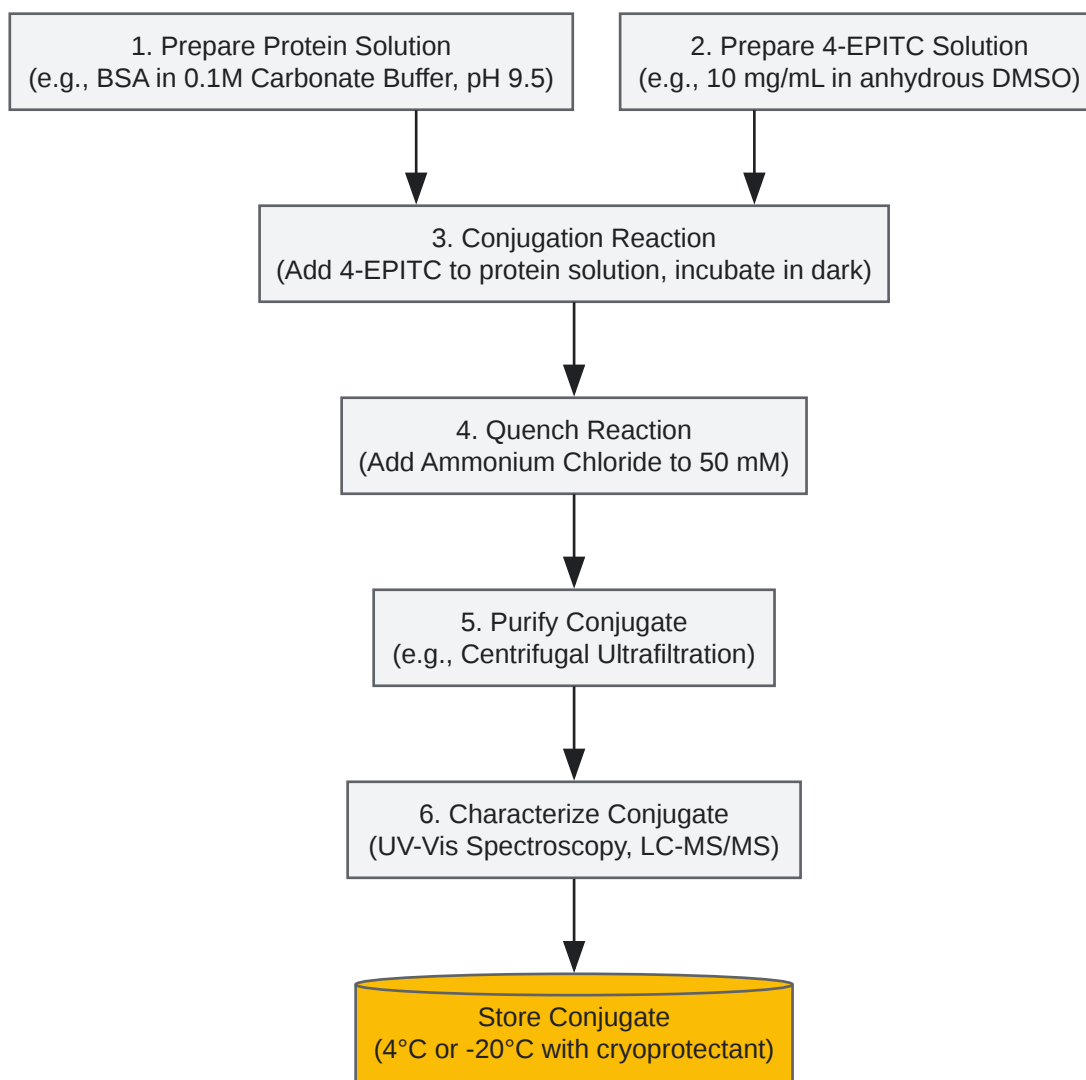 1. Prepare Protein Solution
(e.g., BSA in 0.1M Carbonate Buffer, pH 9.5)
2. Prepare 4-EPITC Solution
(e.g., 10 mg/mL in anhydrous DMSO)
3. Conjugation Reaction
(Add 4-EPITC to protein solution, incubate in dark)
4. Quench Reaction
(Add Ammonium Chloride to 50 mM)
5. Purify Conjugate
(e.g., Centrifugal Ultrafiltration)
6. Characterize Conjugate
(UV-Vis Spectroscopy, LC-MS/MS)
Store Conjugate
(4°C or -20°C with cryoprotectant)